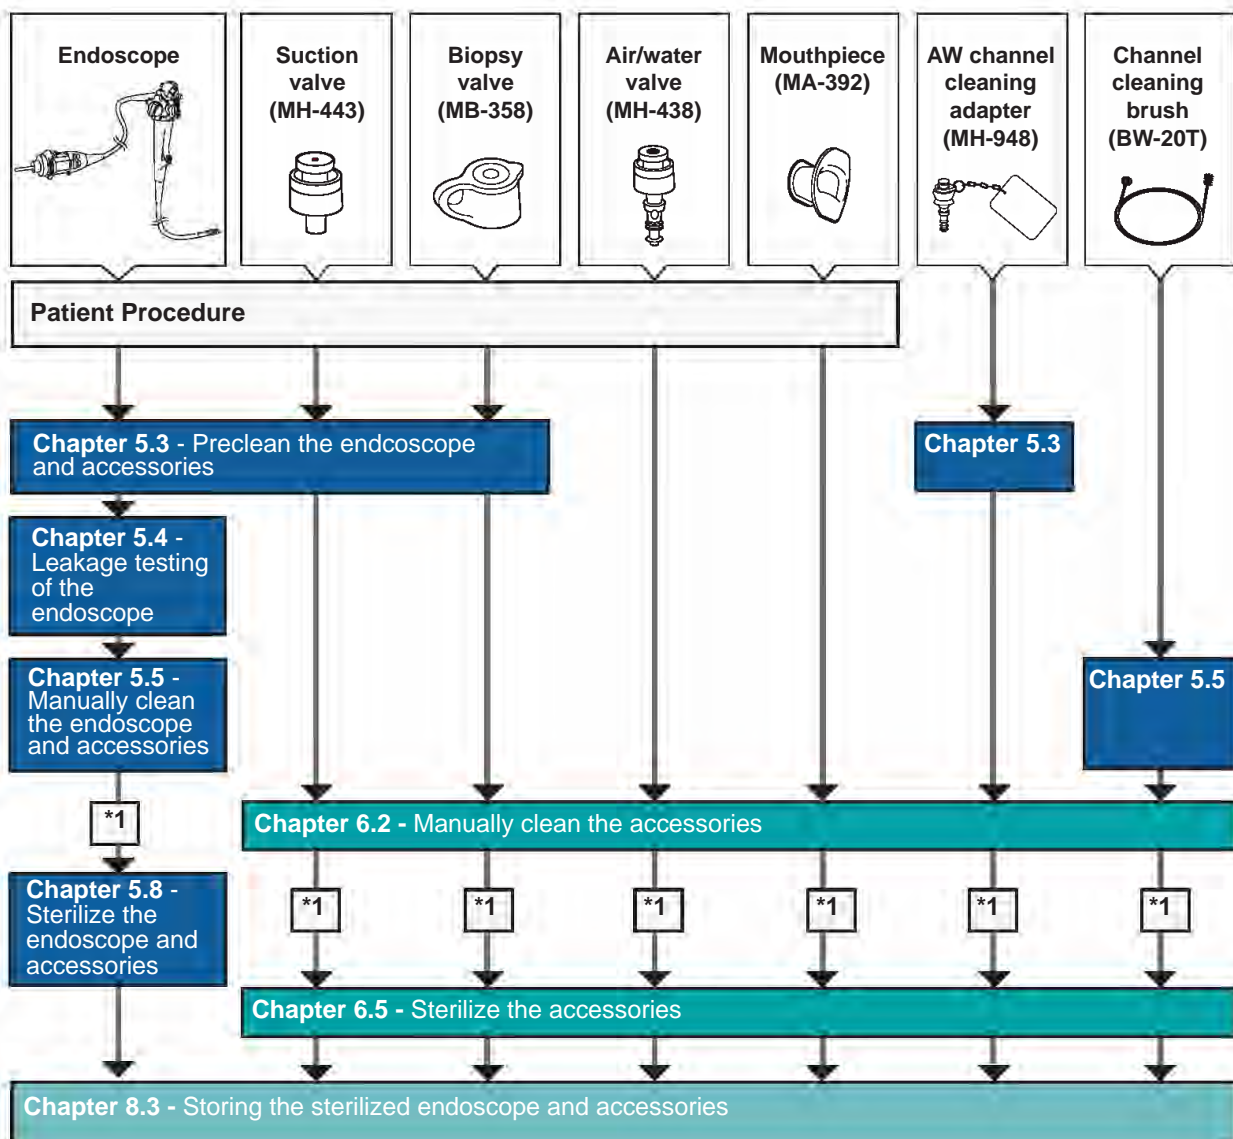 Endoscope
Suction
valve
(MH-443)
Biopsy
valve
(MB-358)
Air/water
valve
(MH-438)
Mouthpiece
(MA-392)
AW channel
cleaning
adapter
(MH-948)
Channel
cleaning
brush
(BW-20T)
Patient Procedure
Chapter 5.3 - Preclean the endcoscope
and accessories
Chapter 5.3
Chapter 5.4 -
Leakage testing
of the
endoscope
Chapter 5.5 -
Manually clean
the endoscope
and accessories
Chapter 5.5
*1
Chapter 6.2 - Manually clean the accessories
Chapter 5.8 -
Sterilize the
endoscope and
accessories
*1
*1
*1
*1
*1
*1
Chapter 6.5 - Sterilize the accessories
Chapter 8.3 - Storing the sterilized endoscope and accessories